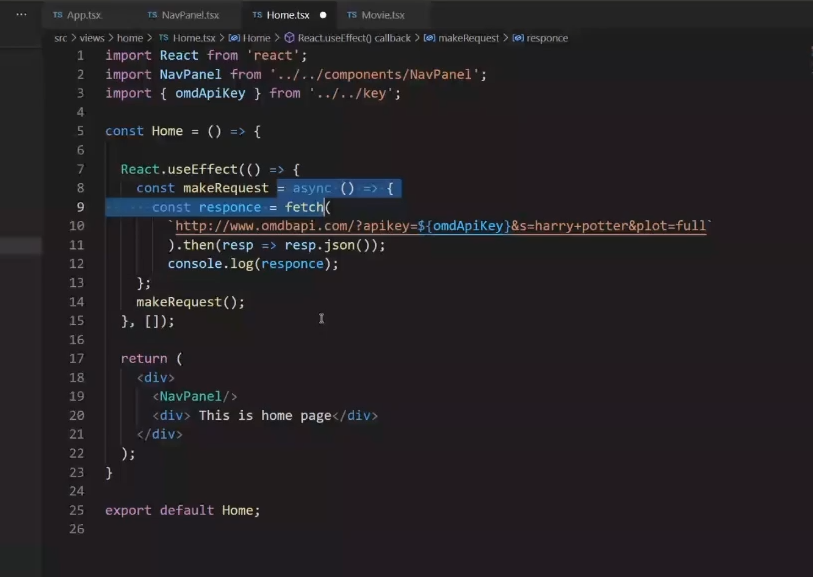 ··· TS App.tsx TS NavPanel.tsx TS Home.tsx ● TS Movie.tsx
src > views > home > TS Home.tsx > Home > React.useEffect() callback > makeRequest > responce
1 import React from 'react';
2 import NavPanel from '../../components/NavPanel';
3 import { omdApiKey } from '../../key';
4
5 const Home = () => {
6
7 React.useEffect(() => {
8 const makeRequest = async () => {
9 const responce = fetch(
10 `http://www.omdbapi.com/?apikey=${omdApiKey}&s=harry+potter&plot=full`
11 ).then(resp => resp.json());
12 console.log(responce);
13 };
14 makeRequest();
15 }, []);
16
17 return (
18 <div>
19 <NavPanel/>
20 <div> This is home page</div>
21 </div>
22 );
23 }
24
25 export default Home;
26